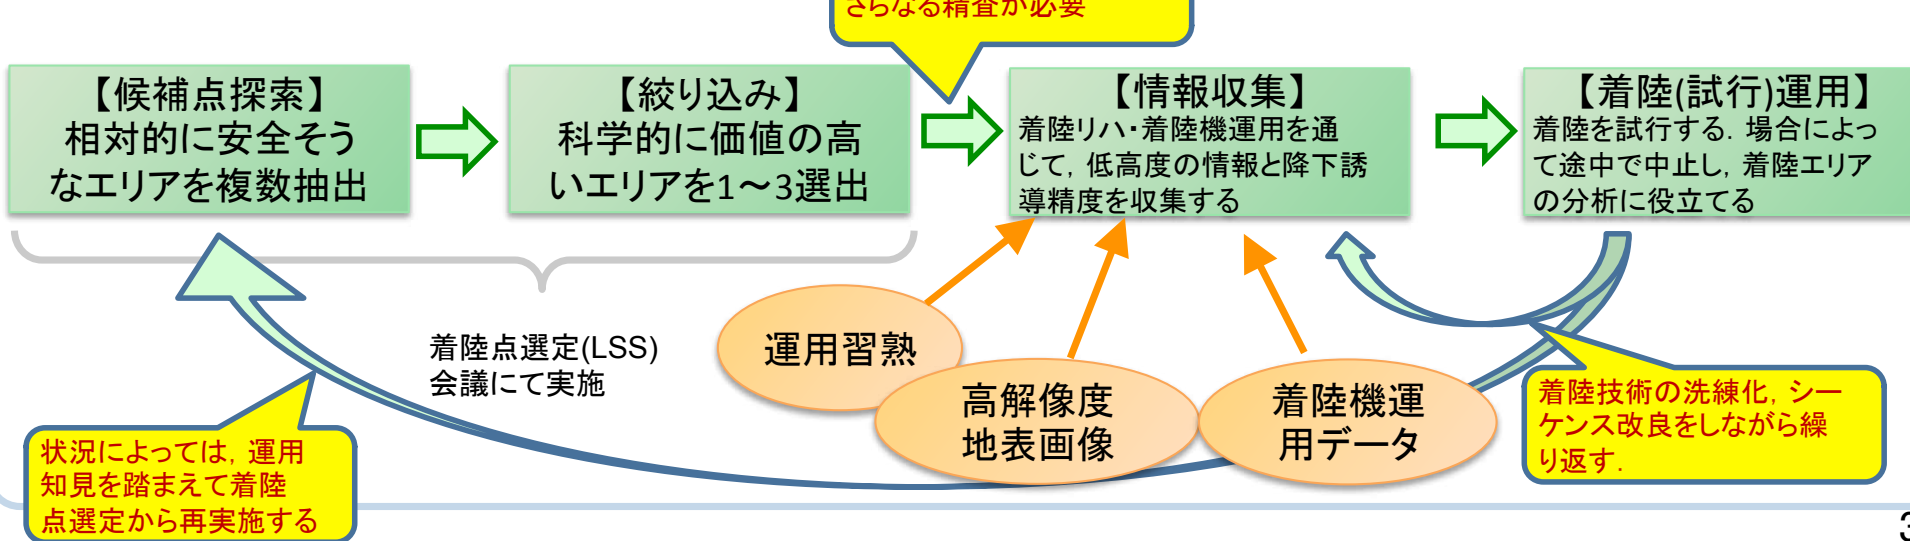 さらなる精査が必要
【候補点探索】
相対的に安全そう
なエリアを複数抽出
【絞り込み】
科学的に価値の高
いエリアを1～3選出
【情報収集】
着陸リハ・着陸機運用を通
じて，低高度の情報と降下誘
導精度を収集する
【着陸(試行)運用】
着陸を試行する．場合によっ
て途中で中止し，着陸エリア
の分析に役立てる
着陸点選定(LSS)
会議にて実施
運用習熟
高解像度
地表画像
着陸機運
用データ
着陸技術の洗練化，シー
ケンス改良をしながら繰
り返す．
状況によっては，運用
知見を踏まえて着陸
点選定から再実施する
3